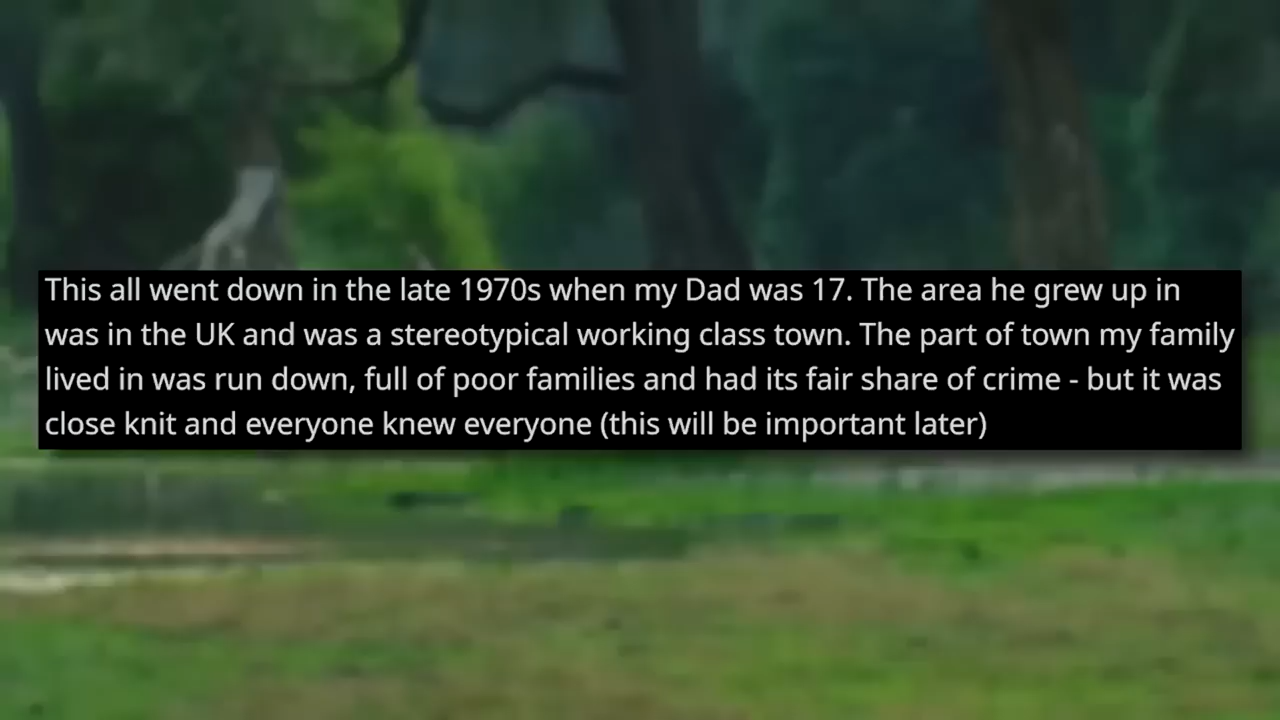 This all went down in the late 1970s when my Dad was 17. The area he grew up in
was in the UK and was a stereotypical working class town. The part of town my family
lived in was run down, full of poor families and had its fair share of crime - but it was
close knit and everyone knew everyone (this will be important later)